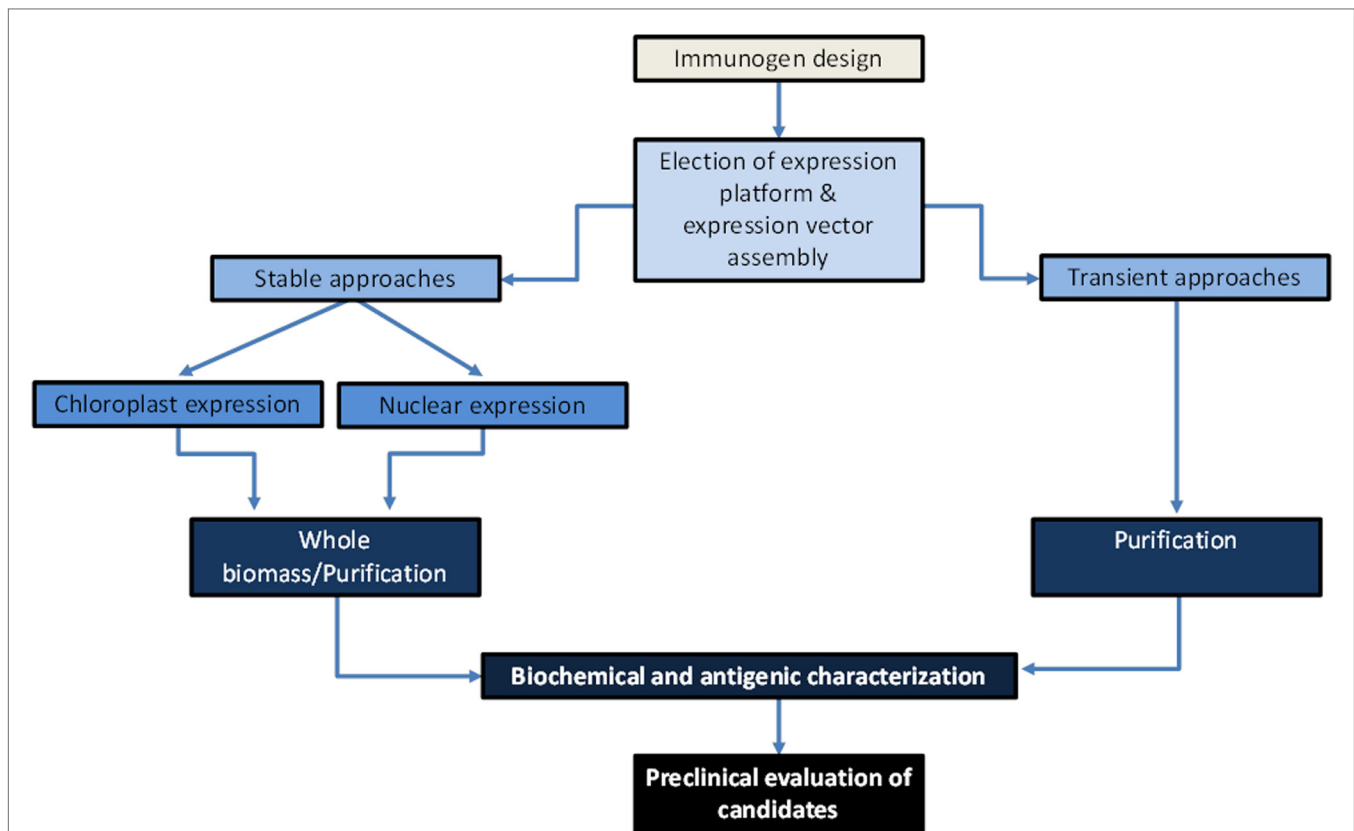 Immunogen design
Election of expression
platform &
expression vector
assembly
Stable approaches
Transient approaches
Chloroplast expression
Nuclear expression
Whole
biomass/Purification
Purification
Biochemical and antigenic characterization
Preclinical evaluation of
candidates